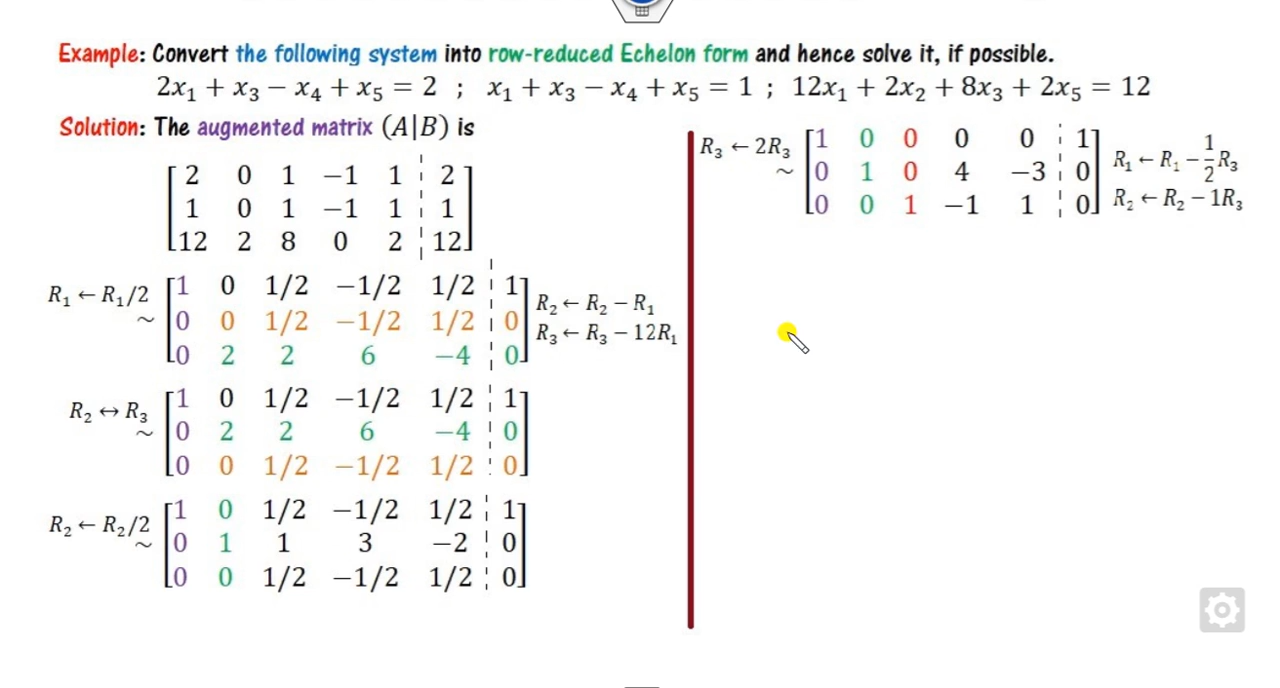 Example: Convert the following system into row-reduced Echelon form and hence solve it, if possible.
2x₁ + x₃ − x₄ + x₅ = 2 ; x₁ + x₃ − x₄ + x₅ = 1 ; 12x₁ + 2x₂ + 8x₃ + 2x₅ = 12
Solution: The augmented matrix (A|B) is
[2 0 1 −1 1 | 2]
[1 0 1 −1 1 | 1]
[12 2 8 0 2 | 12]
R₁ ← R₁/2 ~
[1 0 1/2 −1/2 1/2 | 1]
[0 0 1/2 −1/2 1/2 | 0]
[0 2 2 6 −4 | 0]
R₂ ← R₂ − R₁
R₃ ← R₃ − 12R₁
R₂ ↔ R₃ ~
[1 0 1/2 −1/2 1/2 | 1]
[0 2 2 6 −4 | 0]
[0 0 1/2 −1/2 1/2 | 0]
R₂ ← R₂/2 ~
[1 0 1/2 −1/2 1/2 | 1]
[0 1 1 3 −2 | 0]
[0 0 1/2 −1/2 1/2 | 0]
R₃ ← 2R₃ ~
[1 0 0 0 0 | 1]
[0 1 0 4 −3 | 0]
[0 0 1 −1 1 | 0]
R₁ ← R₁ − 1/2 R₃
R₂ ← R₂ − 1R₃